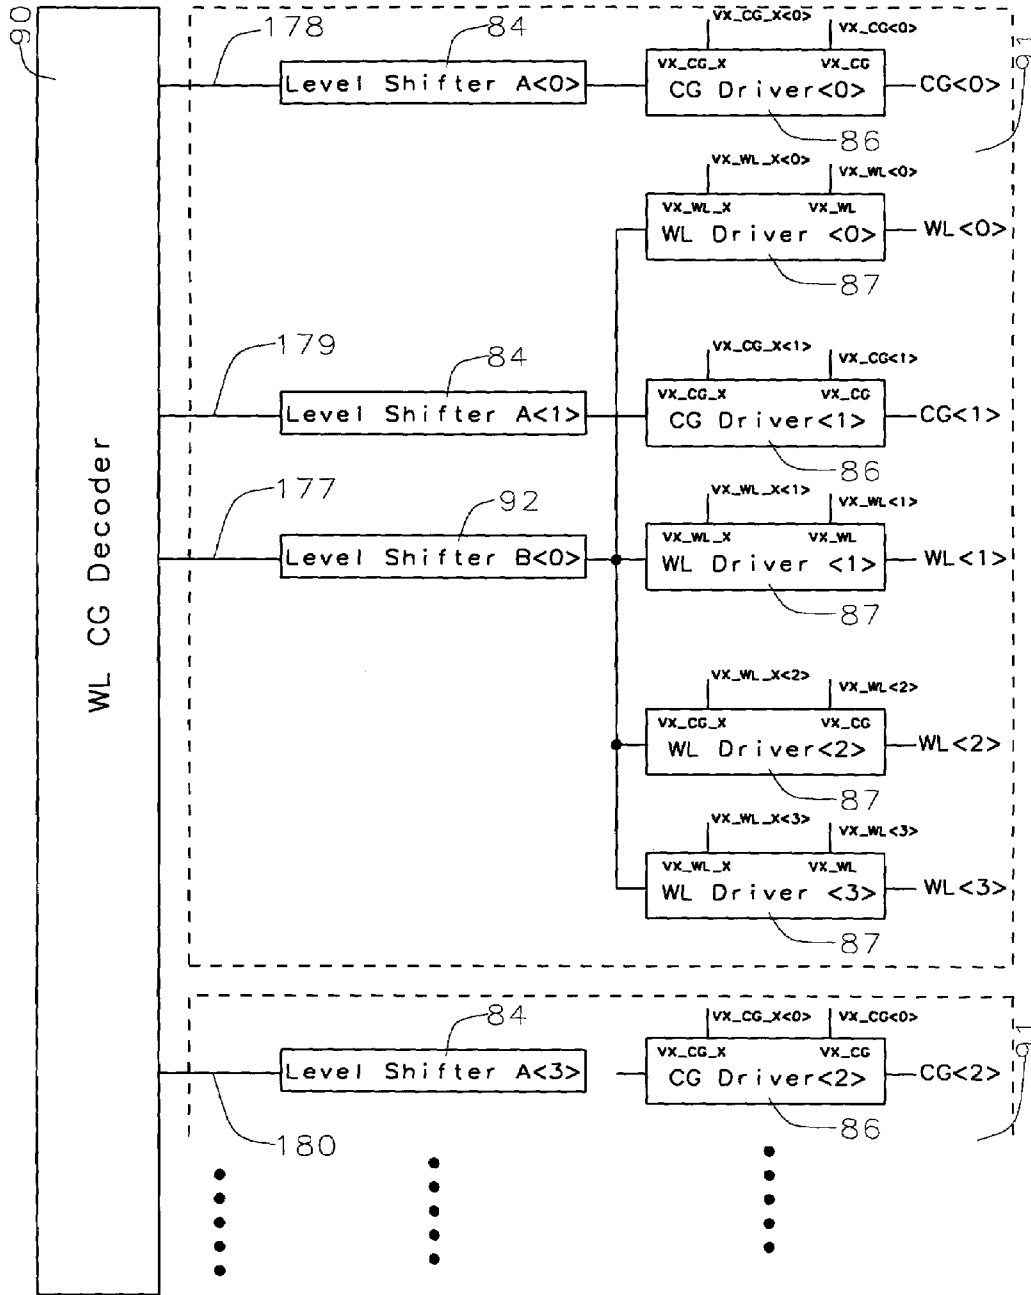 90
WL CG Decoder
178
84
Level Shifter A<0>
VX_CG_X<0>
VX_CG<0>
VX_CG_X
VX_CG
CG Driver<0>
CG<0>
91
86
VX_WL_X<0>
VX_WL<0>
VX_WL_X
VX_WL
WL Driver <0>
WL<0>
87
179
84
Level Shifter A<1>
VX_CG_X<1>
VX_CG<1>
VX_CG_X
VX_CG
CG Driver<1>
CG<1>
86
177
92
Level Shifter B<0>
VX_WL_X<1>
VX_WL<1>
VX_WL_X
VX_WL
WL Driver <1>
WL<1>
87
VX_WL_X<2>
VX_WL<2>
VX_CG_X
VX_CG
WL Driver<2>
WL<2>
87
VX_WL_X<3>
VX_WL<3>
VX_WL_X
VX_WL
WL Driver <3>
WL<3>
87
84
Level Shifter A<3>
VX_CG_X<0>
VX_CG<0>
VX_CG_X
VX_CG
CG Driver<2>
CG<2>
91
86
180